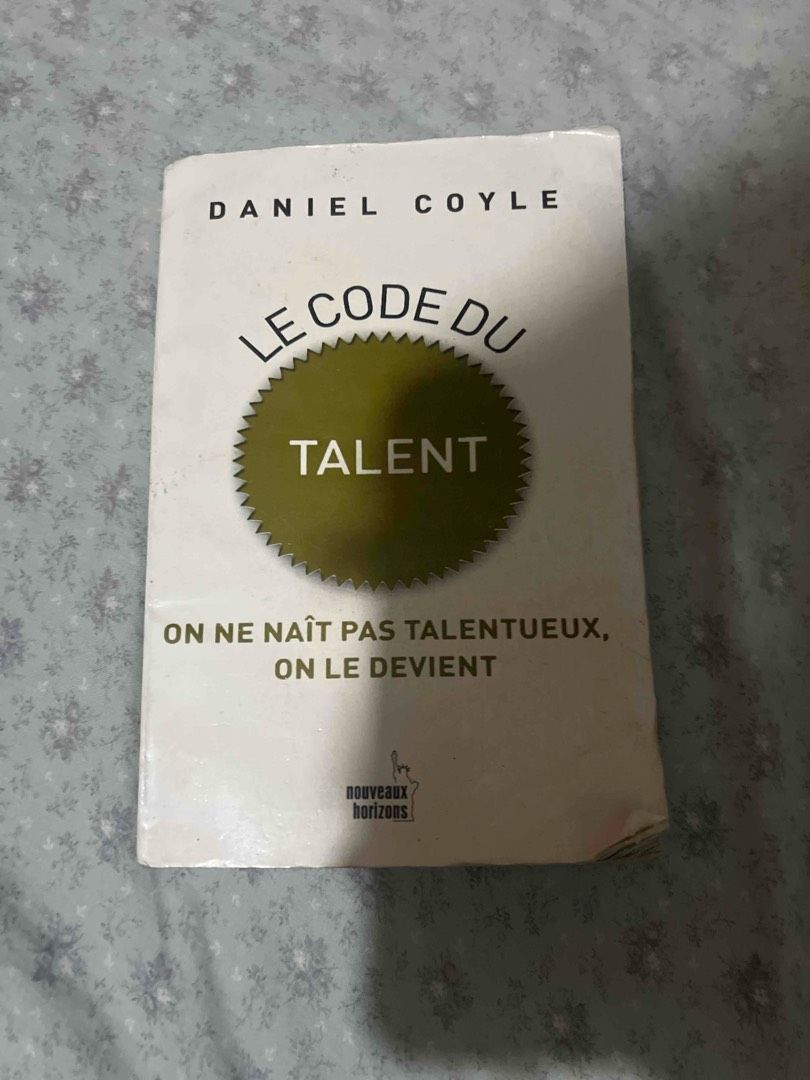 DANIEL COYLE
LE CODE DU
TALENT
ON NE NAÎT PAS TALENTUEUX,
ON LE DEVIENT
nouveaux
horizons